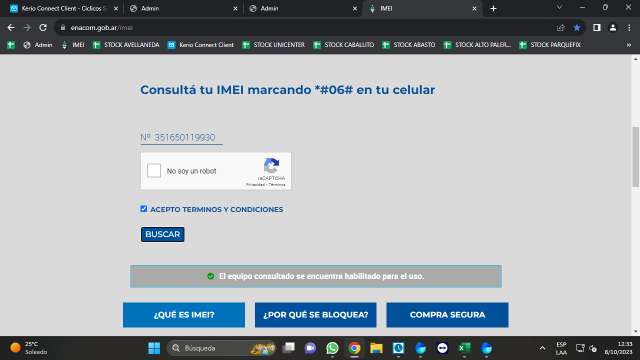 Kerio Connect Client - Ciclicos S
Admin
Admin
IMEI
enacom.gob.ar/imei
Admin
IMEI
STOCK AVELLANEDA
Kerio Connect Client
STOCK UNICENTER
STOCK CABALLITO
STOCK ABASTO
STOCK ALTO PALER...
STOCK PARQUEFIX
»
Consultá tu IMEI marcando *#06# en tu celular
Nº 351650119930
No soy un robot
reCAPTCHA
Privacidad - Términos
ACEPTO TERMINOS Y CONDICIONES
BUSCAR
El equipo consultado se encuentra habilitado para el uso.
¿QUÉ ES IMEI?
¿POR QUÉ SE BLOQUEA?
COMPRA SEGURA
25°C
Soleado
Búsqueda
ESP
LAA
12:33
8/10/2023